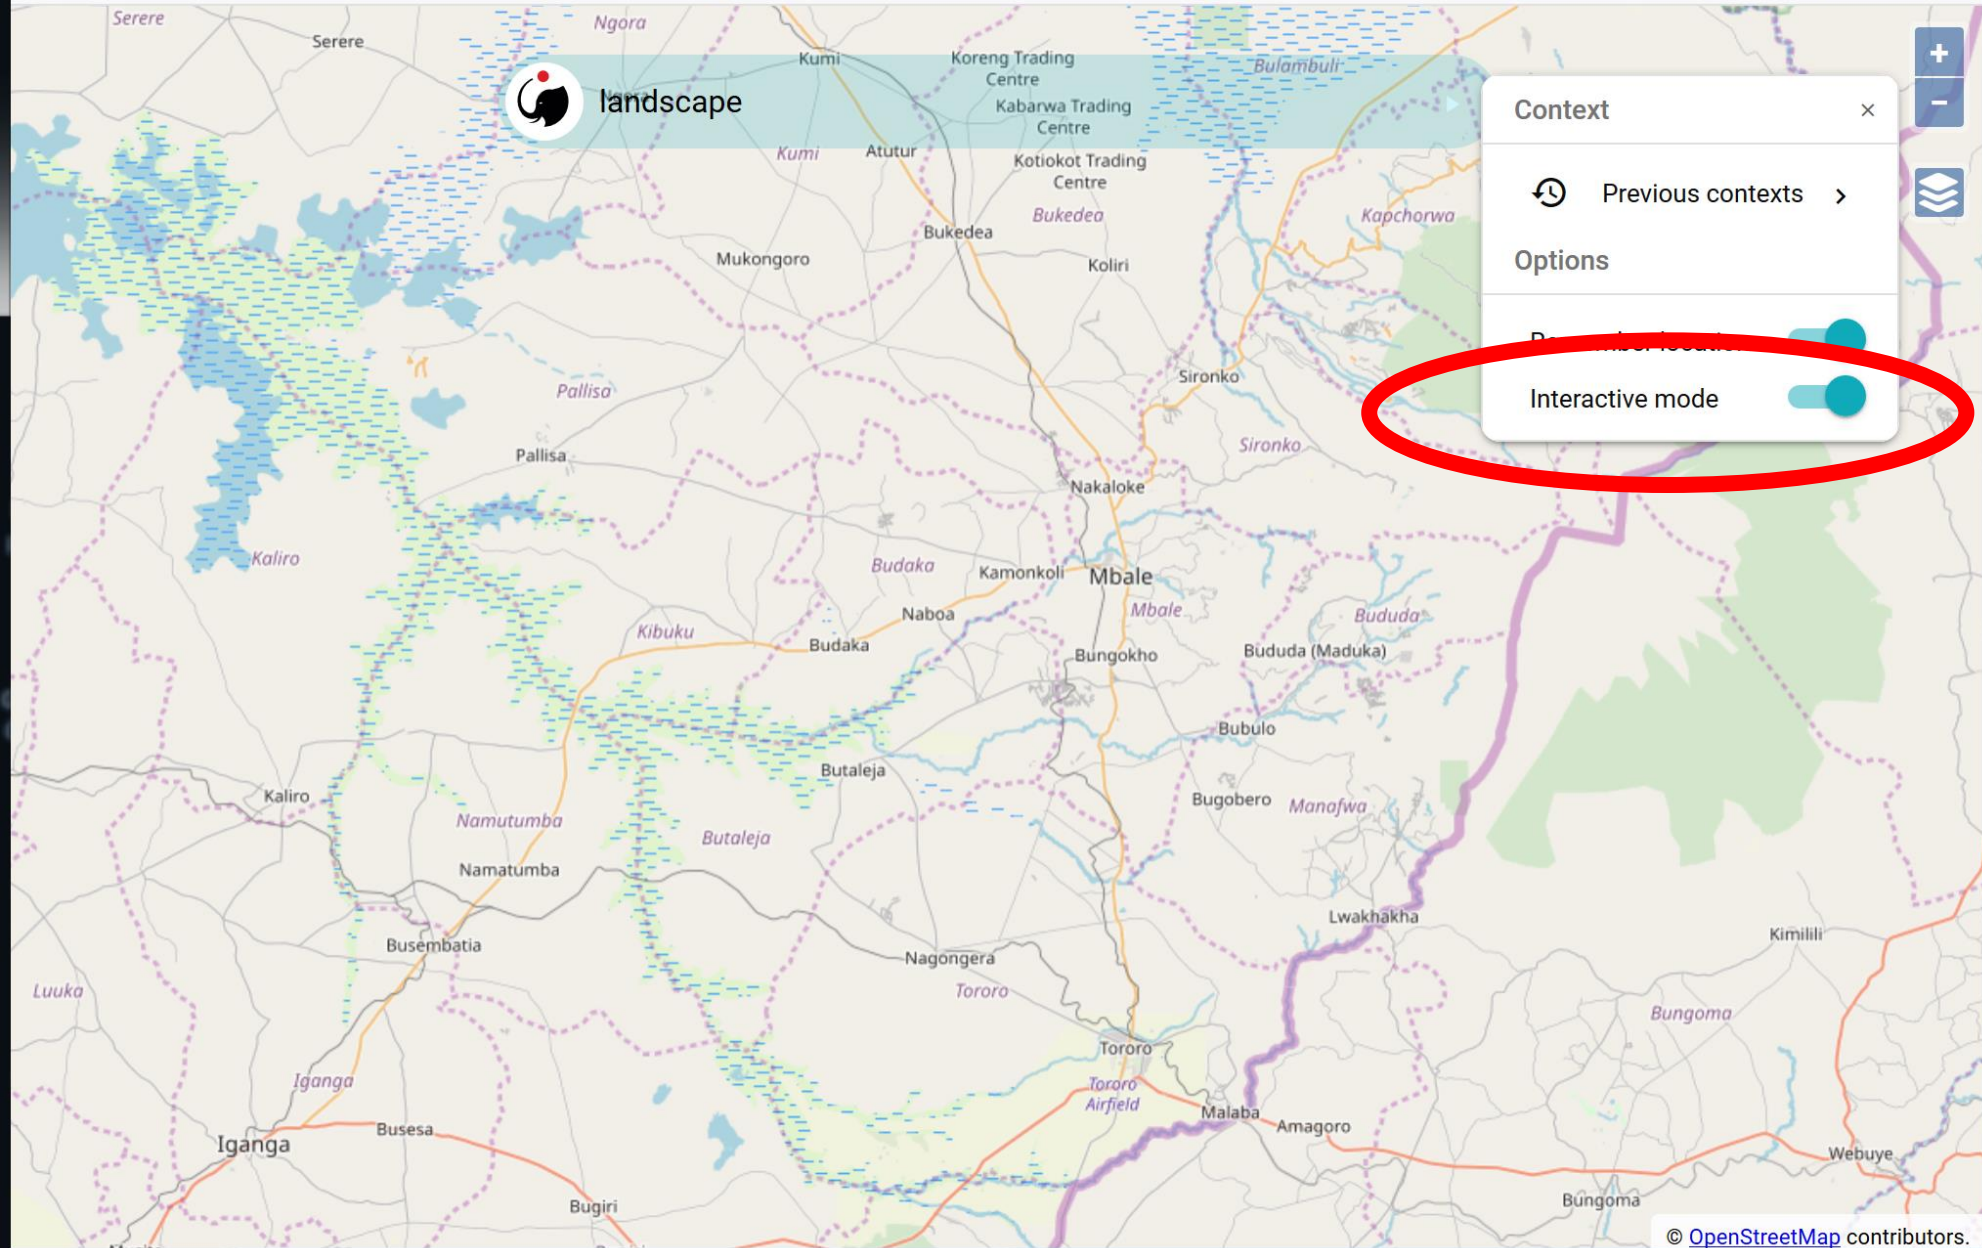 Serere
Ngora
Serere
Kumi
Koreng Trading
Centre
Bulambuli
landscape
Kabarwa Trading
Centre
Context
×
Kumi
Atutur
Kotiokot Trading
Centre
Previous contexts
Bukedea
Kapchorwa
Bukedea
Mukongoro
Koliri
Options
Remember location
Sironko
Pallisa
Interactive mode
Sironko
Pallisa
Nakaloke
Kaliro
Budaka
Kamonkoli
Mbale
Naboa
Mbale
Bududa
Kibuku
Budaka
Bungokho
Bududa (Maduka)
Bubulo
Butaleja
Kaliro
Bugobero
Manafwa
Namutumba
Butaleja
Namatumba
Lwakhakha
Kimilili
Busembatia
Nagongera
Luuka
Tororo
Bungoma
Tororo
Iganga
Tororo
Airfield
Malaba
Busesa
Amagoro
Iganga
Webuye
Bugiri
Bungoma
© OpenStreetMap contributors.